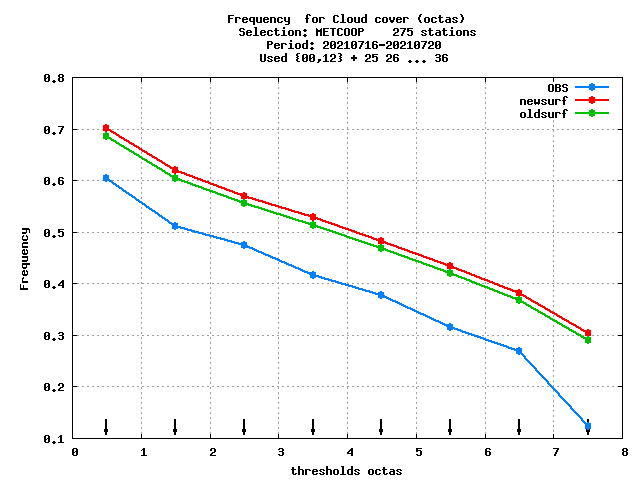 Frequency  for Cloud cover (octas)
Selection: METCOOP    275 stations
Period: 20210716-20210720
Used {00,12} + 25 26 ... 36
OBS
newsurf
oldsurf
0.8
0.7
0.6
0.5
0.4
0.3
0.2
0.1
Frequency
0 1 2 3 4 5 6 7 8
thresholds octas